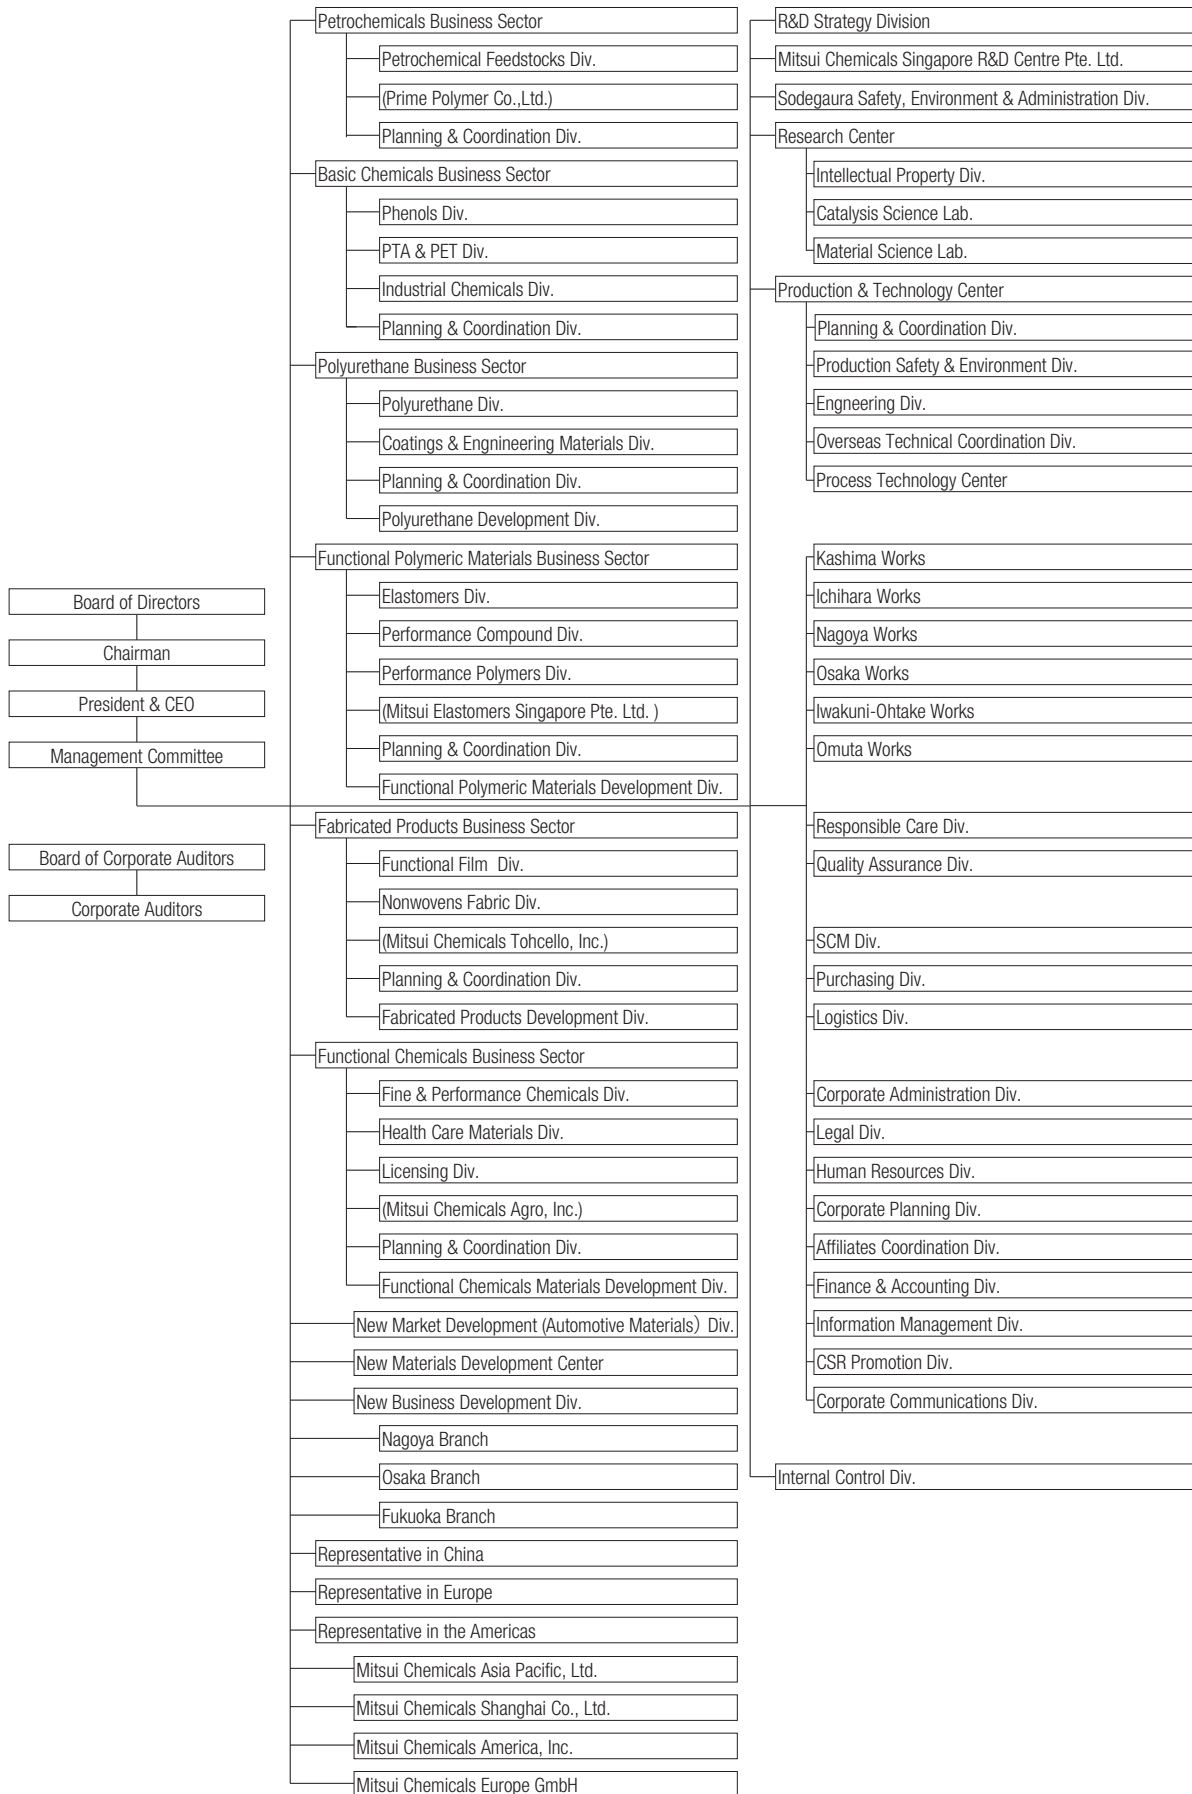 Board of Directors
Chairman
President & CEO
Management Committee
Board of Corporate Auditors
Corporate Auditors
Petrochemicals Business Sector
Petrochemical Feedstocks Div.
(Prime Polymer Co.,Ltd.)
Planning & Coordination Div.
Basic Chemicals Business Sector
Phenols Div.
PTA & PET Div.
Industrial Chemicals Div.
Planning & Coordination Div.
Polyurethane Business Sector
Polyurethane Div.
Coatings & Engnineering Materials Div.
Planning & Coordination Div.
Polyurethane Development Div.
Functional Polymeric Materials Business Sector
Elastomers Div.
Performance Compound Div.
Performance Polymers Div.
(Mitsui Elastomers Singapore Pte. Ltd. )
Planning & Coordination Div.
Functional Polymeric Materials Development Div.
Fabricated Products Business Sector
Functional Film  Div.
Nonwovens Fabric Div.
(Mitsui Chemicals Tohcello, Inc.)
Planning & Coordination Div.
Fabricated Products Development Div.
Functional Chemicals Business Sector
Fine & Performance Chemicals Div.
Health Care Materials Div.
Licensing Div.
(Mitsui Chemicals Agro, Inc.)
Planning & Coordination Div.
Functional Chemicals Materials Development Div.
New Market Development (Automotive Materials）Div.
New Materials Development Center
New Business Development Div.
Nagoya Branch
Osaka Branch
Fukuoka Branch
Representative in China
Representative in Europe
Representative in the Americas
Mitsui Chemicals Asia Pacific, Ltd.
Mitsui Chemicals Shanghai Co., Ltd.
Mitsui Chemicals America, Inc.
Mitsui Chemicals Europe GmbH
R&D Strategy Division
Mitsui Chemicals Singapore R&D Centre Pte. Ltd.
Sodegaura Safety, Environment & Administration Div.
Research Center
Intellectual Property Div.
Catalysis Science Lab.
Material Science Lab.
Production & Technology Center
Planning & Coordination Div.
Production Safety & Environment Div.
Engneering Div.
Overseas Technical Coordination Div.
Process Technology Center
Kashima Works
Ichihara Works
Nagoya Works
Osaka Works
Iwakuni-Ohtake Works
Omuta Works
Responsible Care Div.
Quality Assurance Div.
SCM Div.
Purchasing Div.
Logistics Div.
Corporate Administration Div.
Legal Div.
Human Resources Div.
Corporate Planning Div.
Affiliates Coordination Div.
Finance & Accounting Div.
Information Management Div.
CSR Promotion Div.
Corporate Communications Div.
Internal Control Div.